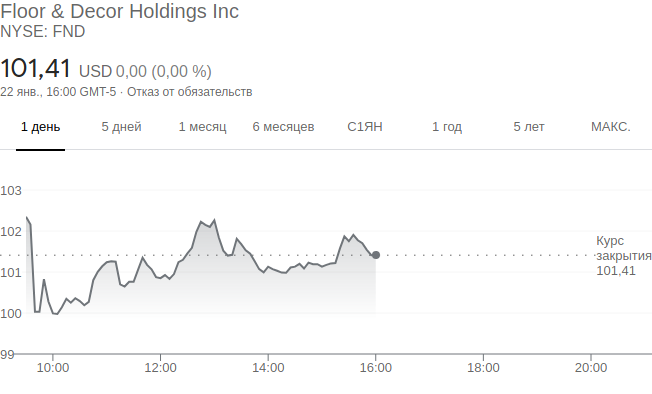 Floor & Decor Holdings Inc
NYSE: FND
101,41 USD 0,00 (0,00 %)
22 янв., 16:00 GMT-5 · Отказ от обязательств
1 день 5 дней 1 месяц 6 месяцев С1ЯН 1 год 5 лет МАКС.
103
102
Курс
закрытия
101,41
101
100
99
10:00 12:00 14:00 16:00 18:00 20:00